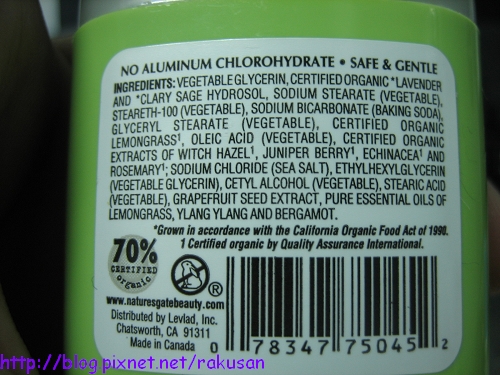 NO ALUMINUM CHLOROHYDRATE • SAFE & GENTLE
INGREDIENTS: VEGETABLE GLYCERIN, CERTIFIED ORGANIC *LAVENDER
AND *CLARY SAGE HYDROSOL, SODIUM STEARATE (VEGETABLE),
STEARETH-100 (VEGETABLE), SODIUM BICARBONATE (BAKING SODA),
GLYCERYL STEARATE (VEGETABLE), CERTIFIED ORGANIC
LEMONGRASS¹, OLEIC ACID (VEGETABLE), CERTIFIED ORGANIC
EXTRACTS OF WITCH HAZEL¹, JUNIPER BERRY¹, ECHINACEA¹ AND
ROSEMARY¹; SODIUM CHLORIDE (SEA SALT), ETHYLHEXYLGLYCERIN
(VEGETABLE GLYCERIN), CETYL ALCOHOL (VEGETABLE), STEARIC ACID
(VEGETABLE), GRAPEFRUIT SEED EXTRACT, PURE ESSENTIAL OILS OF
LEMONGRASS, YLANG YLANG AND BERGAMOT.
*Grown in accordance with the California Organic Food Act of 1990.
1 Certified organic by Quality Assurance International.
70%
CERTIFIED
organic
www.naturesgatebeauty.com
Distributed by Levlad, Inc.
Chatsworth, CA 91311
Made in Canada
0 78347 75045 2
http://blog.pixnet.net/rakusan